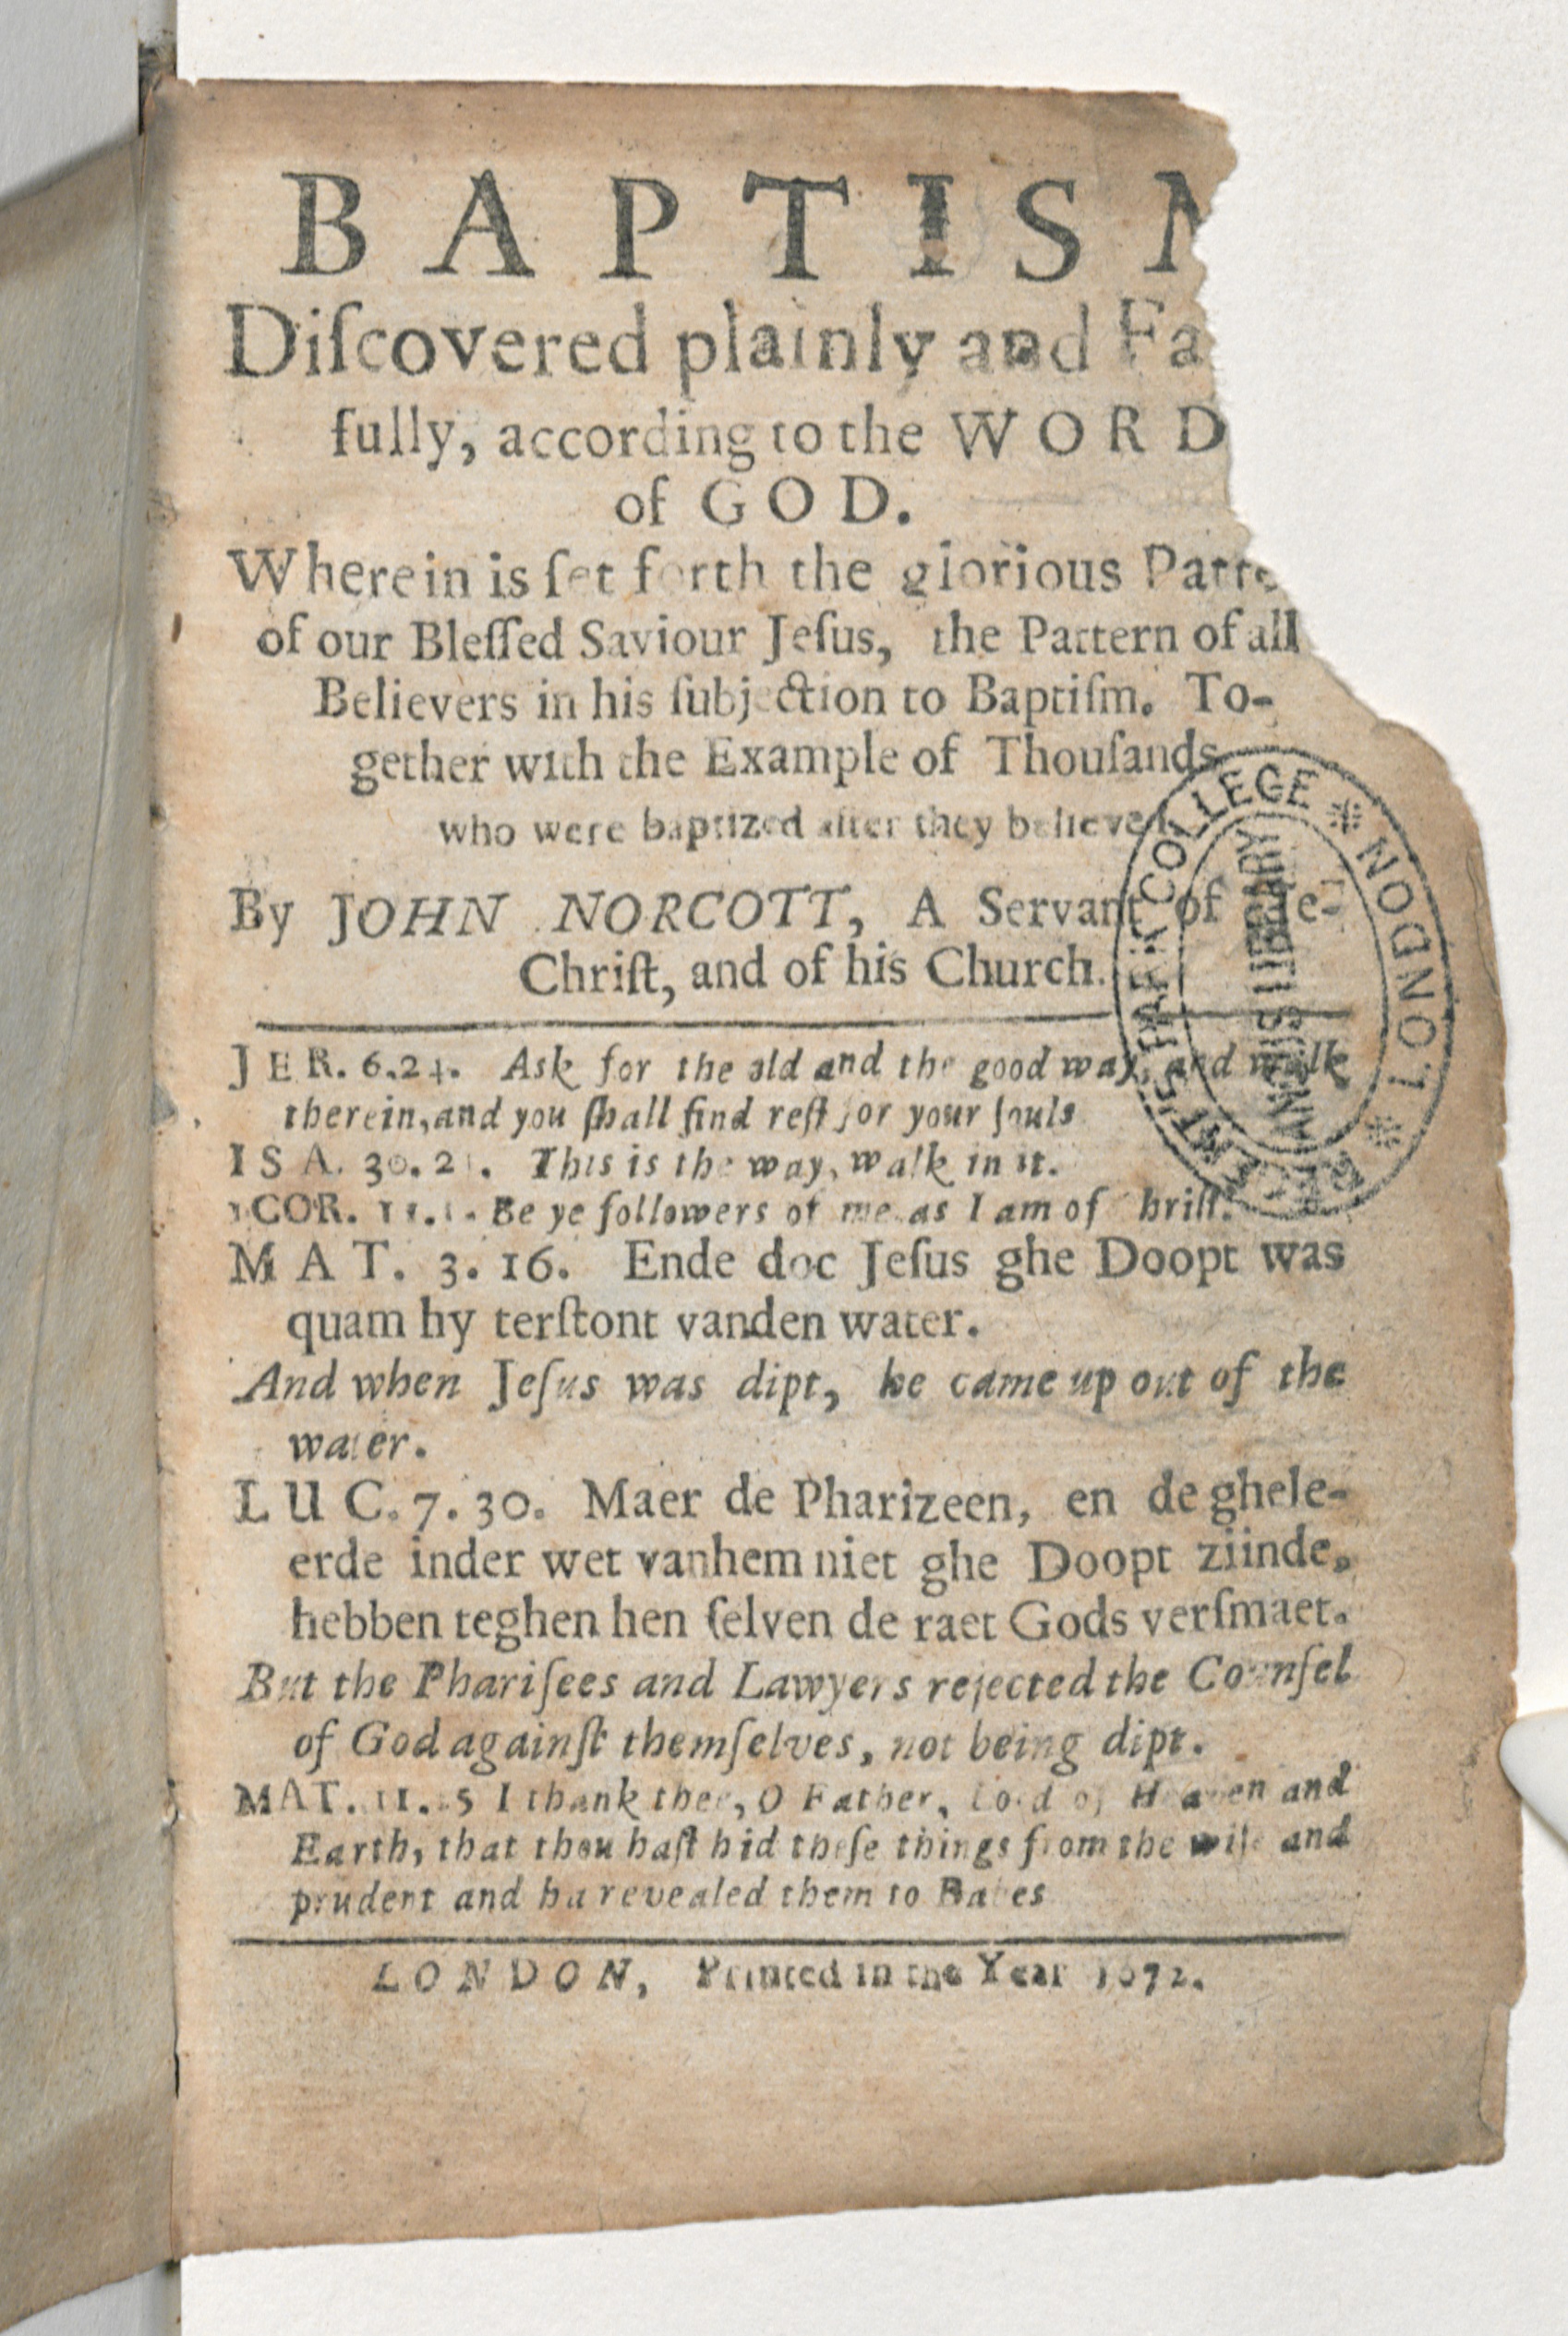 BAPTIS
Diſcovered plainly and Fa
fully, according to the WORD
of GOD.
Wherein is ſet forth the glorious Patte
of our Bleſſed Saviour Jeſus, the Pattern of all
Believers in his ſubjection to Baptiſm. To-
gether with the Example of Thouſands
who were baptized after they believed
By JOHN NORCOTT, A Servant of Je-
Chriſt, and of his Church.
JER. 6.24. Ask for the old and the good way, and walk
therein, and you ſhall find reſt for your ſouls
ISA. 30. 21. This is the way, walk in it.
1 COR. 11.1. Be ye followers of me as I am of hriſt.
MAT. 3. 16. Ende doc Jeſus ghe Doopt was
quam hy terſtont vanden water.
And when Jeſus was dipt, he came up out of the
water.
LUC. 7. 30. Maer de Pharizeen, en de ghele-
erde inder wet vanhem niet ghe Doopt ziinde,
hebben teghen hen ſelven de raet Gods verſmaet.
But the Phariſees and Lawyers rejected the Counſel
of God againſt themſelves, not being dipt.
MAT. 11. I thank thee, O Father, Lord of Heaven and
Earth, that thou haſt hid theſe things from the wiſe and
prudent and ha revealed them to Babes
LONDON, Printed in the Year 1672.
COLLEGE * LONDON *
LIBRARY